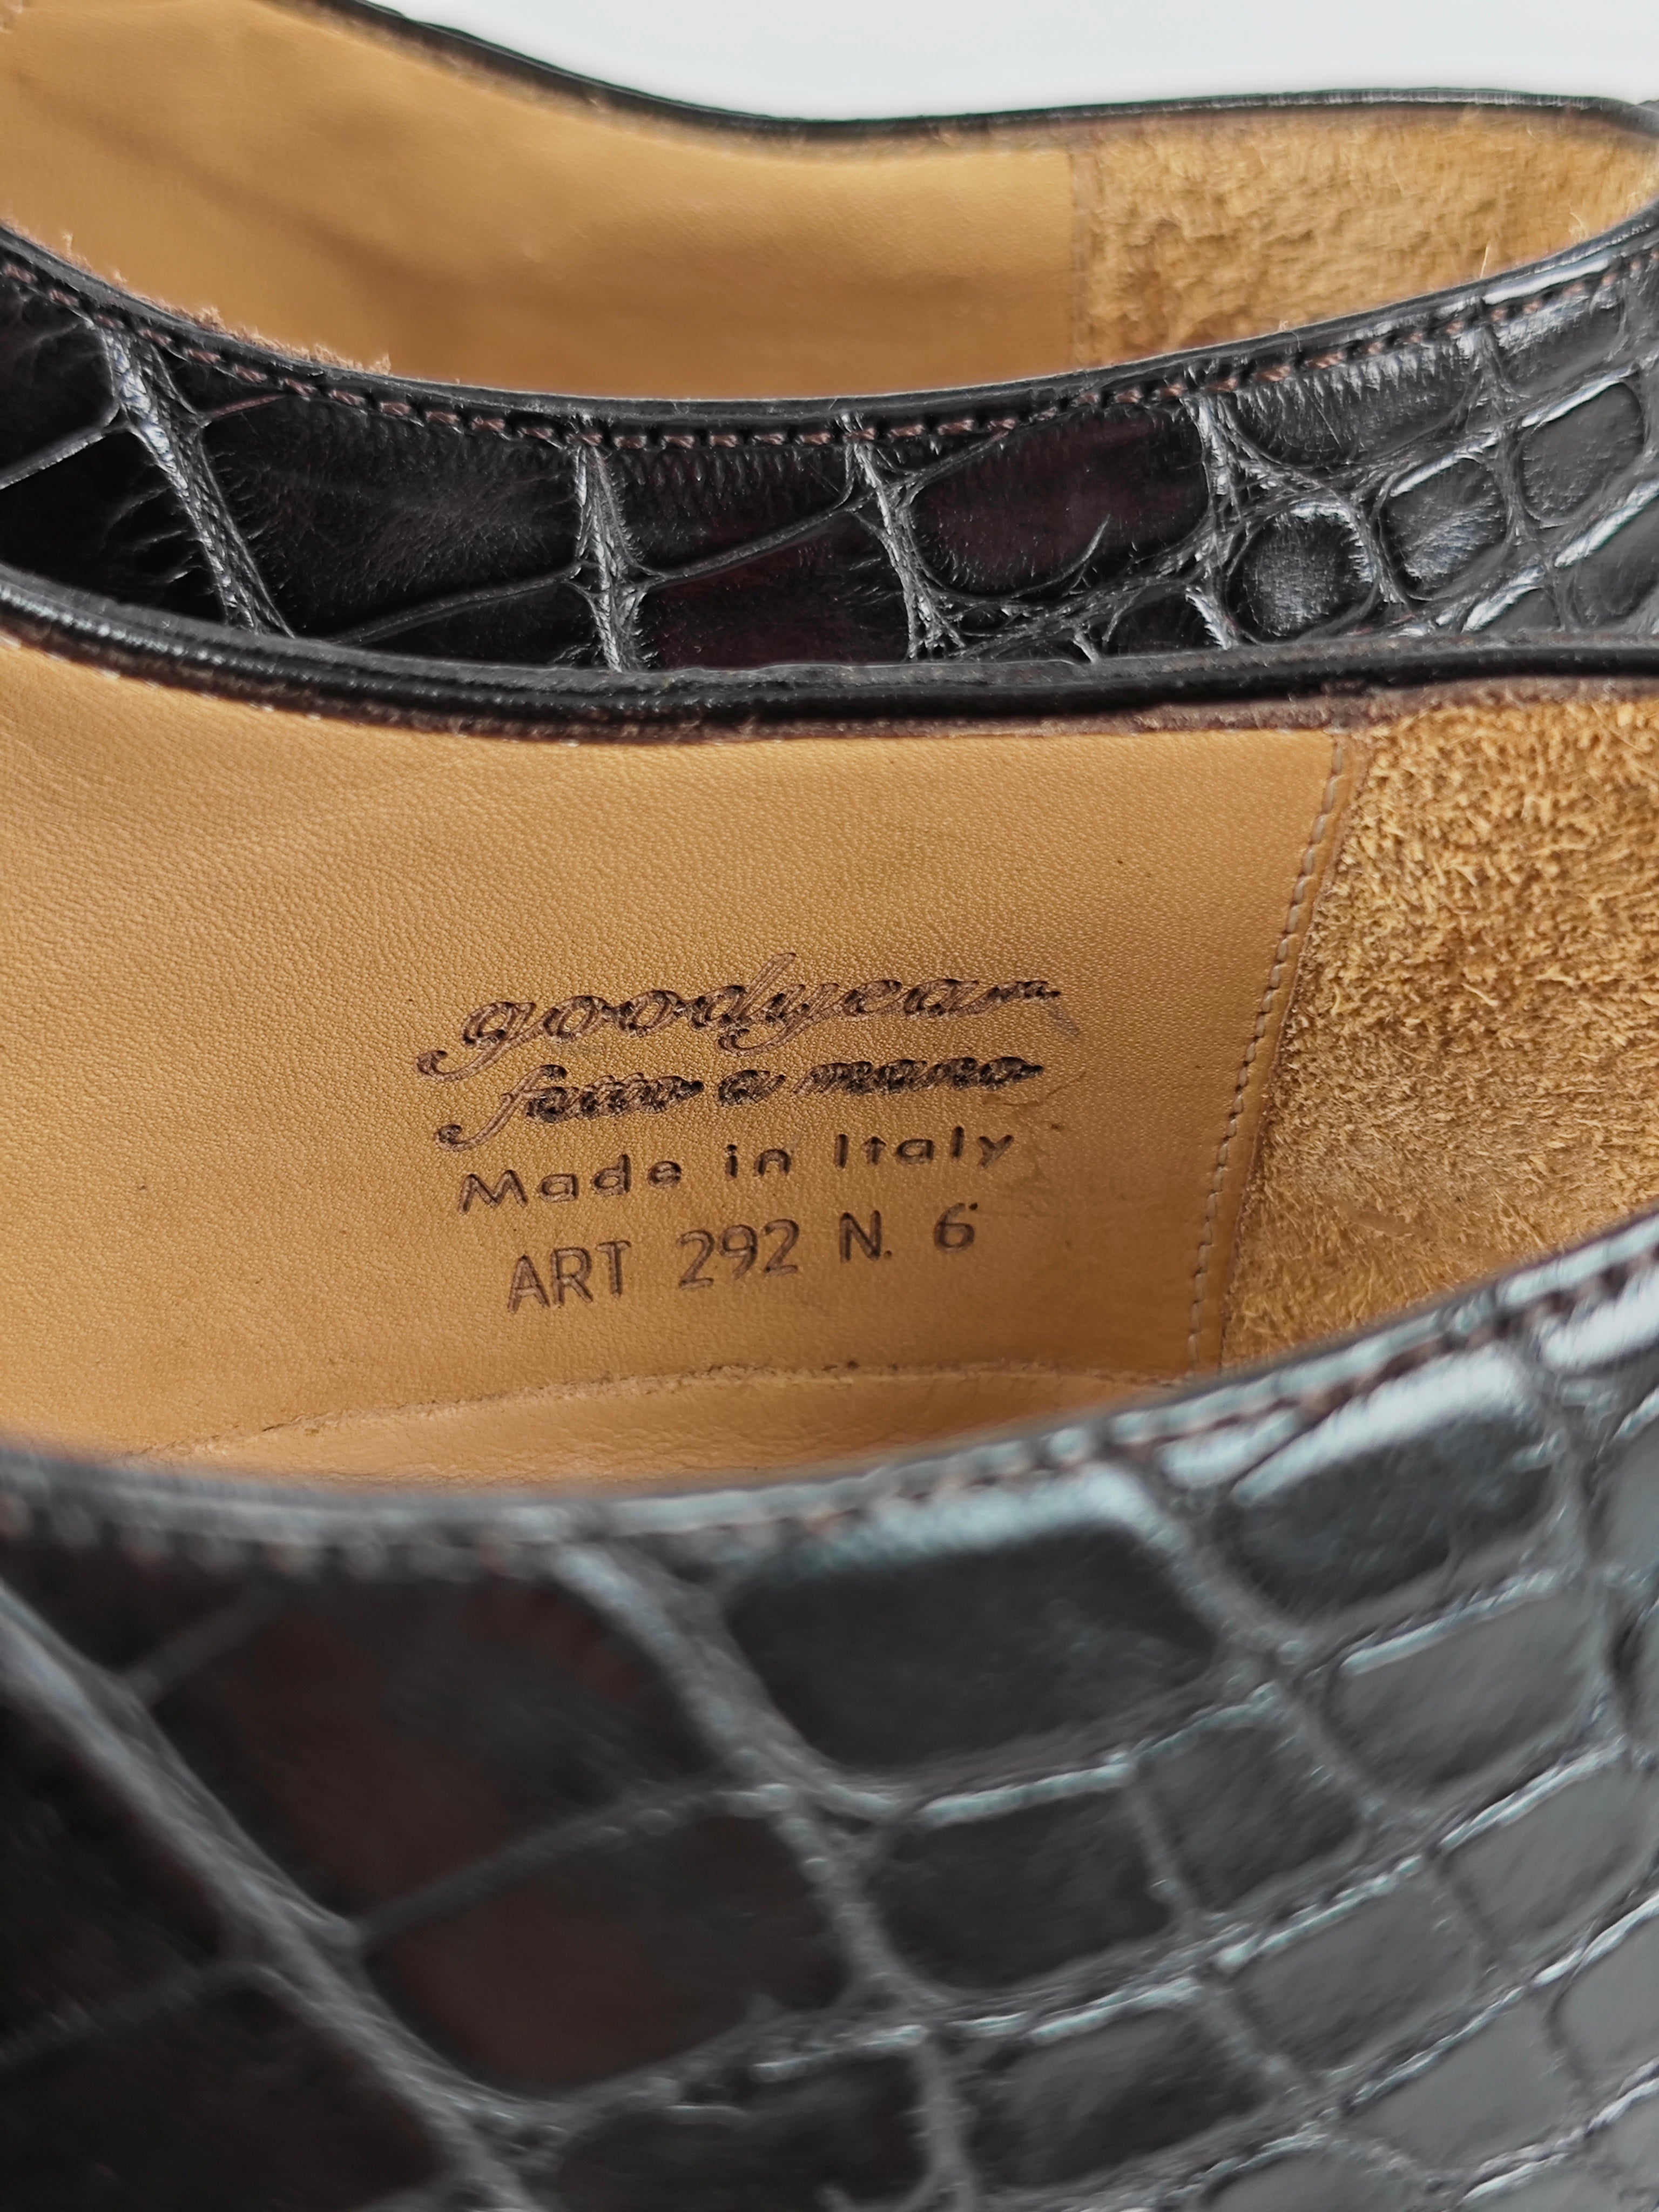 goodyear
fatto a mano
Made in Italy
ART 292 N. 6